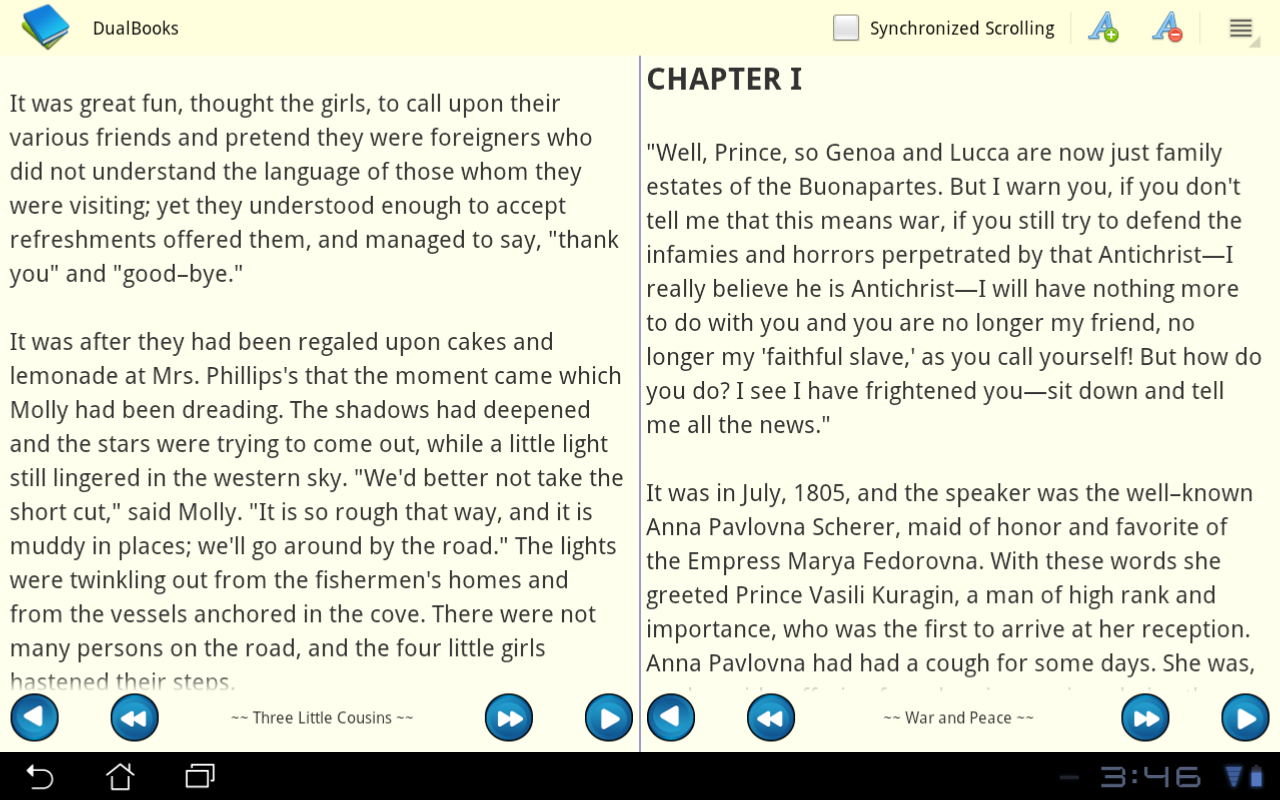 DualBooks
Synchronized Scrolling
It was great fun, thought the girls, to call upon their
various friends and pretend they were foreigners who
did not understand the language of those whom they
were visiting; yet they understood enough to accept
refreshments offered them, and managed to say, "thank
you" and "good–bye."
It was after they had been regaled upon cakes and
lemonade at Mrs. Phillips's that the moment came which
Molly had been dreading. The shadows had deepened
and the stars were trying to come out, while a little light
still lingered in the western sky. "We'd better not take the
short cut," said Molly. "It is so rough that way, and it is
muddy in places; we'll go around by the road." The lights
were twinkling out from the fishermen's homes and
from the vessels anchored in the cove. There were not
many persons on the road, and the four little girls
hastened their steps.
~~ Three Little Cousins ~~
CHAPTER I
"Well, Prince, so Genoa and Lucca are now just family
estates of the Buonapartes. But I warn you, if you don't
tell me that this means war, if you still try to defend the
infamies and horrors perpetrated by that Antichrist—I
really believe he is Antichrist—I will have nothing more
to do with you and you are no longer my friend, no
longer my 'faithful slave,' as you call yourself! But how do
you do? I see I have frightened you—sit down and tell
me all the news."
It was in July, 1805, and the speaker was the well–known
Anna Pavlovna Scherer, maid of honor and favorite of
the Empress Marya Fedorovna. With these words she
greeted Prince Vasili Kuragin, a man of high rank and
importance, who was the first to arrive at her reception.
Anna Pavlovna had had a cough for some days. She was,
~~ War and Peace ~~
3:46